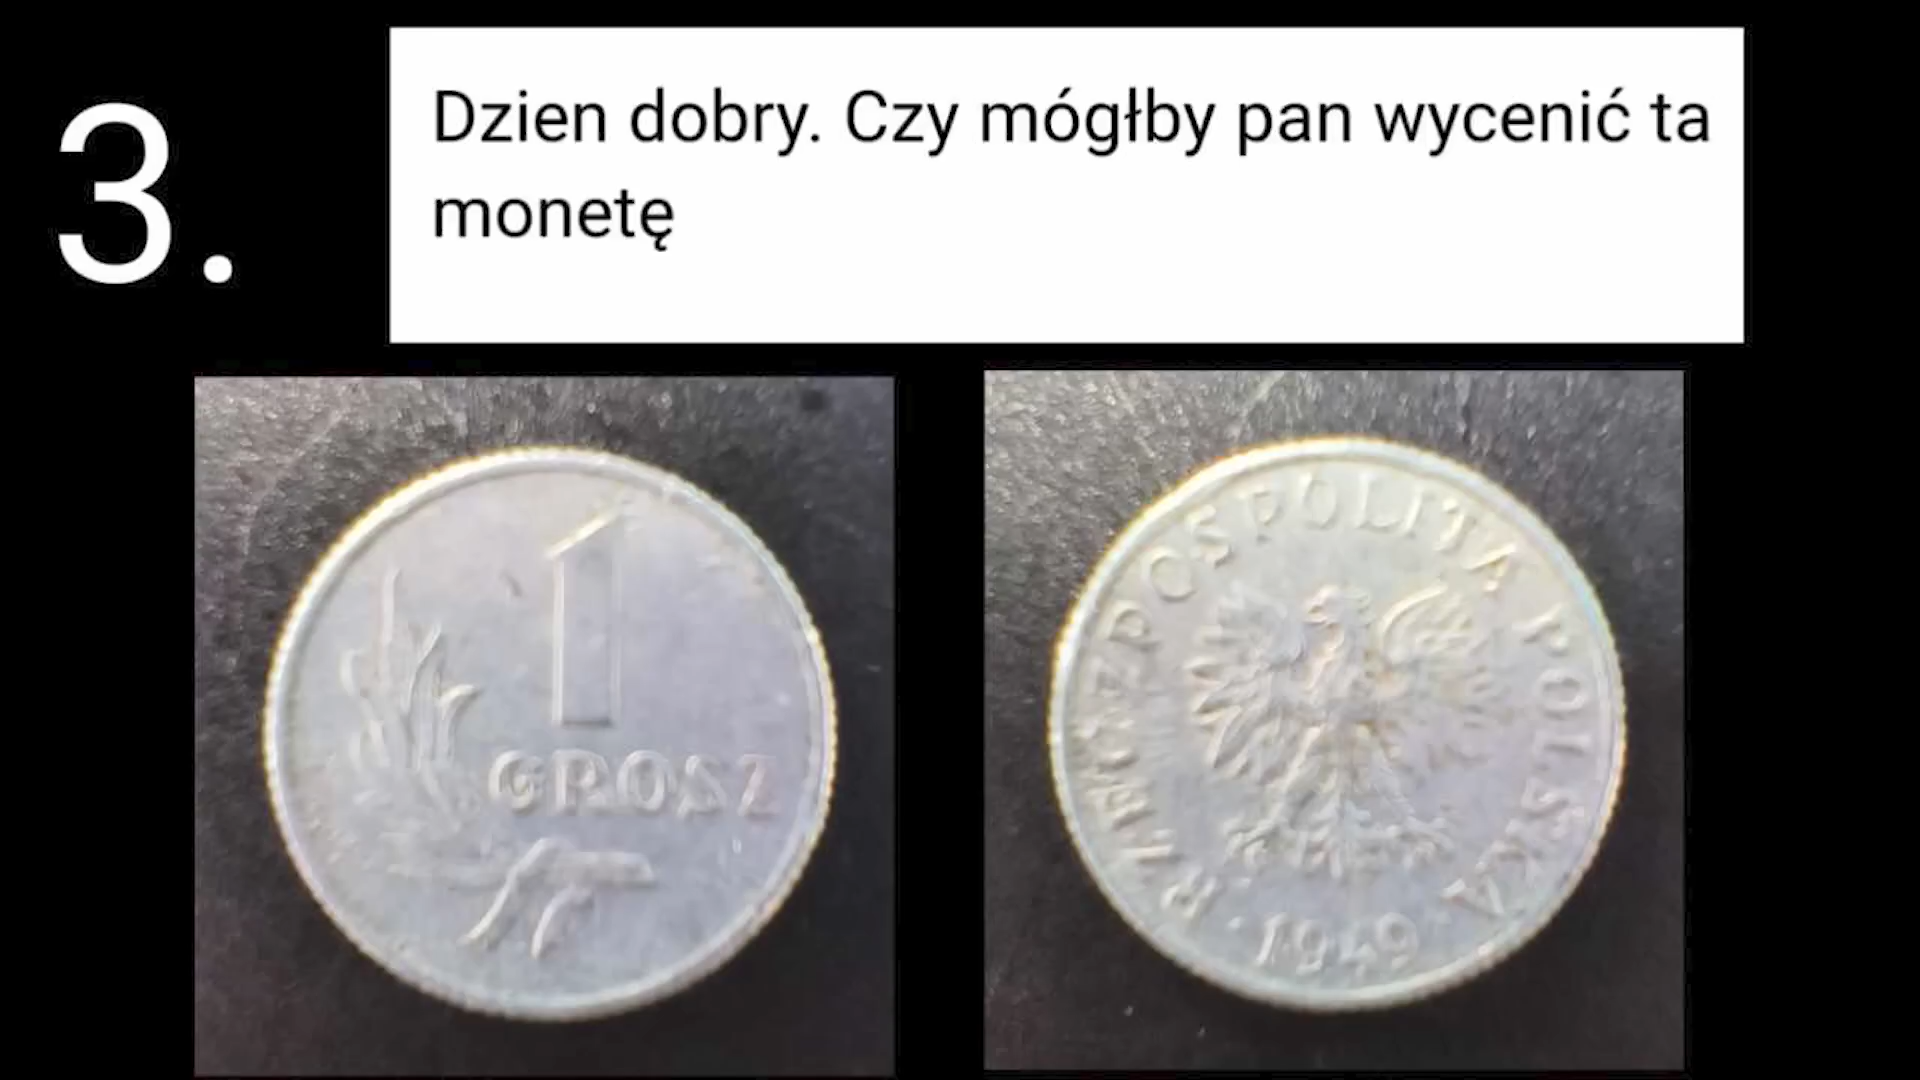 3.
Dzien dobry. Czy mógłby pan wycenić ta
monetę
1
GROSZ
RZECZPOSPOLITA POLSKA
1949